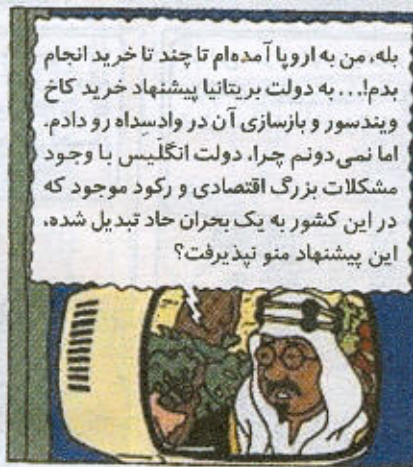 بله، من به اروپا آمده‌ام تا چند تا خرید انجام
بدم!... به دولت بریتانیا پیشنهاد خرید کاخ
ویندسور و بازسازی آن در وادسداه رو دادم.
اما نمی‌دونم چرا، دولت انگلیس با وجود
مشکلات بزرگ اقتصادی و رکود موجود که
در این کشور به یک بحران حاد تبدیل شده،
این پیشنهاد منو نپذیرفت؟